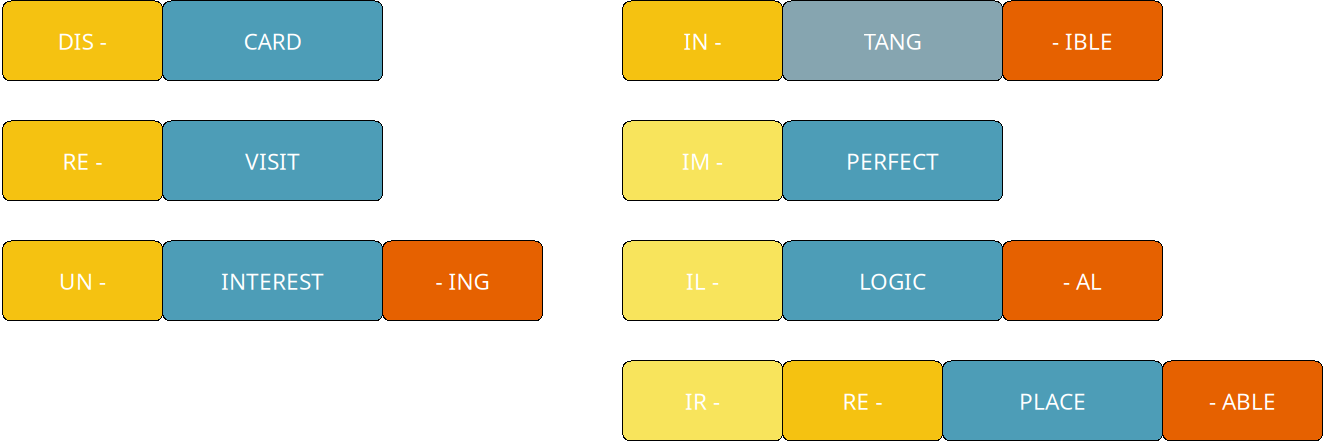 DIS - CARD
RE - VISIT
UN - INTEREST - ING
IN - TANG - IBLE
IM - PERFECT
IL - LOGIC - AL
IR - RE - PLACE - ABLE